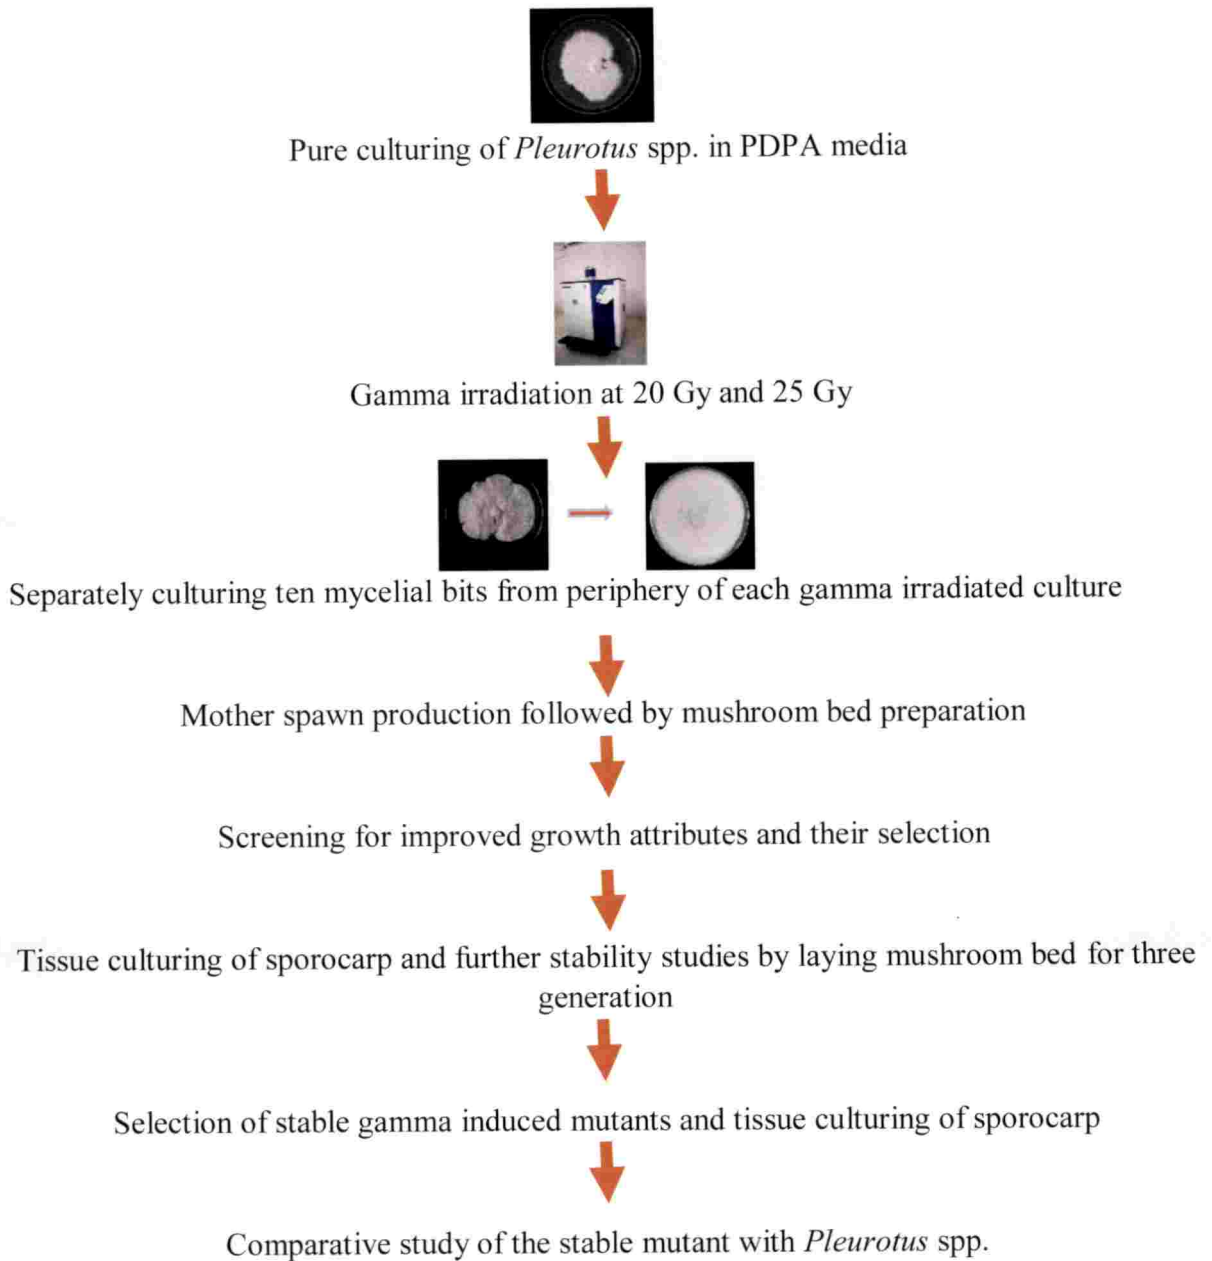 Pure culturing of Pleurotus spp. in PDPA media
Gamma irradiation at 20 Gy and 25 Gy
Separately culturing ten mycelial bits from periphery of each gamma irradiated culture
Mother spawn production followed by mushroom bed preparation
Screening for improved growth attributes and their selection
Tissue culturing of sporocarp and further stability studies by laying mushroom bed for three
generation
Selection of stable gamma induced mutants and tissue culturing of sporocarp
Comparative study of the stable mutant with Pleurotus spp.